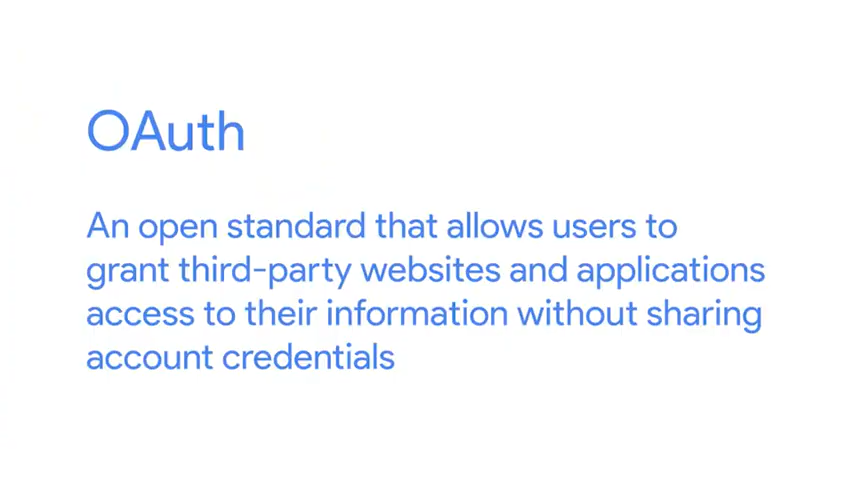 OAuth
An open standard that allows users to
grant third-party websites and applications
access to their information without sharing
account credentials